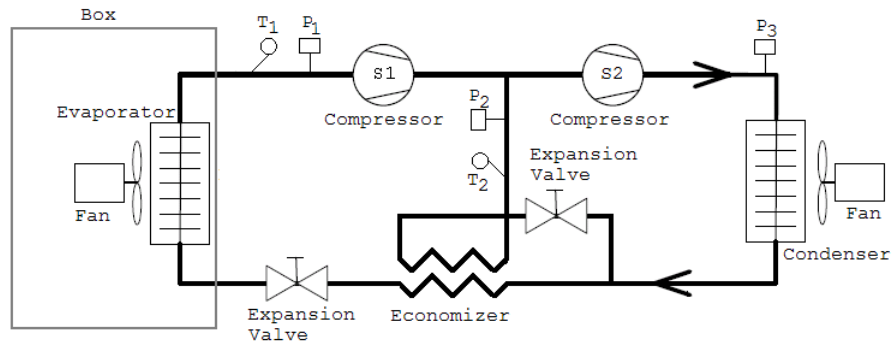 Box
T1
P1
P3
S1
S2
Evaporator
Compressor
P2
Compressor
Expansion
Valve
T2
Fan
Fan
Condenser
Expansion
Valve
Economizer